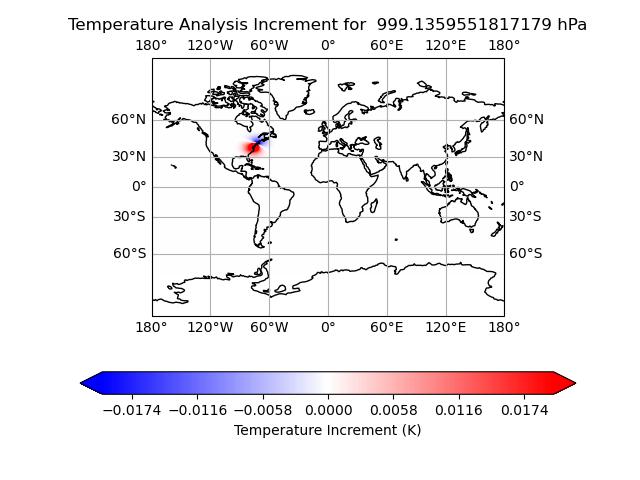 Temperature Analysis Increment for  999.1359551817179 hPa
180° 120°W 60°W 0° 60°E 120°E 180°
60°N 60°N
30°N 30°N
0° 0°
30°S 30°S
60°S 60°S
180° 120°W 60°W 0° 60°E 120°E 180°
−0.0174 −0.0116 −0.0058 0.0000 0.0058 0.0116 0.0174
Temperature Increment (K)